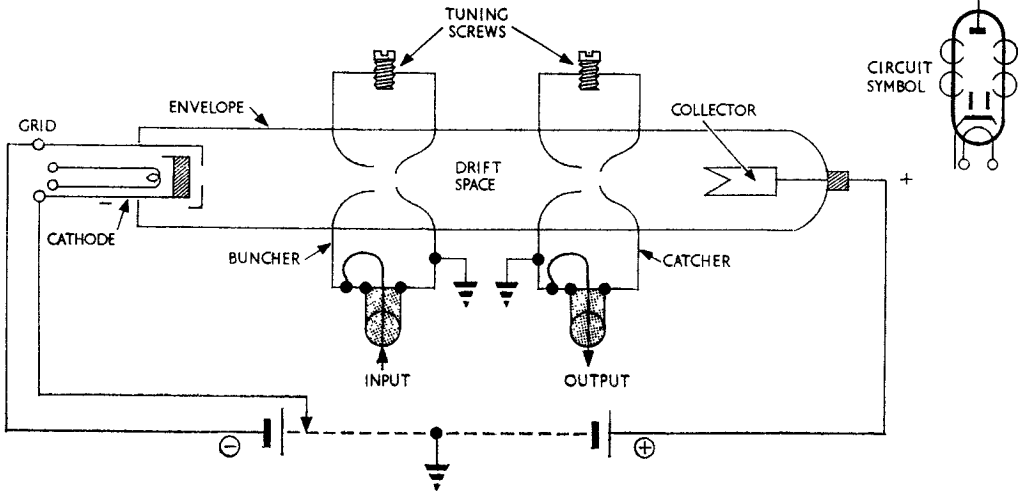 TUNING
SCREWS
CIRCUIT
SYMBOL
ENVELOPE
COLLECTOR
GRID
DRIFT
SPACE
+
−
CATHODE
BUNCHER
CATCHER
INPUT
OUTPUT
−
+